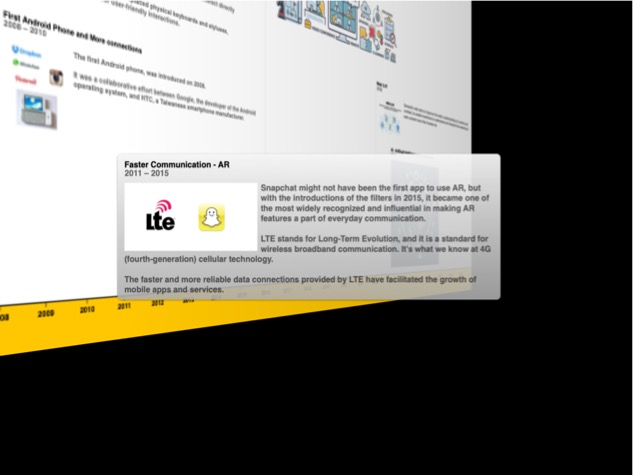 physical keyboards and styluses,
user-friendly interactions.
First Android Phone and More connections
2008 – 2010
Dropbox
WhatsApp
Pinterest
The first Android phone, was introduced on 2008.
It was a collaborative effort between Google, the developer of the Android
operating system, and HTC, a Taiwanese smartphone manufacturer.
Faster Communication - AR
2011 – 2015
Lte
Snapchat might not have been the first app to use AR, but
with the introductions of the filters in 2015, it became one of
the most widely recognized and influential in making AR
features a part of everyday communication.
LTE stands for Long-Term Evolution, and it is a standard for
wireless broadband communication. It's what we know at 4G
(fourth-generation) cellular technology.
The faster and more reliable data connections provided by LTE have facilitated the growth of
mobile apps and services.
2009 2010 2011 2012 2013